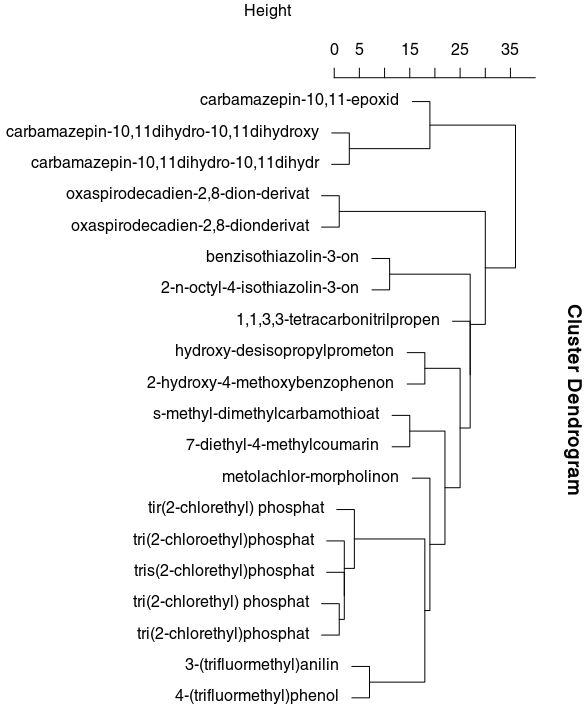 Height
0 5 15 25 35
carbamazepin-10,11-epoxid
carbamazepin-10,11dihydro-10,11dihydroxy
carbamazepin-10,11dihydro-10,11dihydr
oxaspirodecadien-2,8-dion-derivat
oxaspirodecadien-2,8-dionderivat
benzisothiazolin-3-on
2-n-octyl-4-isothiazolin-3-on
1,1,3,3-tetracarbonitrilpropen
hydroxy-desisopropylprometon
2-hydroxy-4-methoxybenzophenon
s-methyl-dimethylcarbamothioat
7-diethyl-4-methylcoumarin
metolachlor-morpholinon
tir(2-chlorethyl) phosphat
tri(2-chloroethyl)phosphat
tris(2-chlorethyl)phosphat
tri(2-chlorethyl) phosphat
tri(2-chlorethyl)phosphat
3-(trifluormethyl)anilin
4-(trifluormethyl)phenol
Cluster Dendrogram